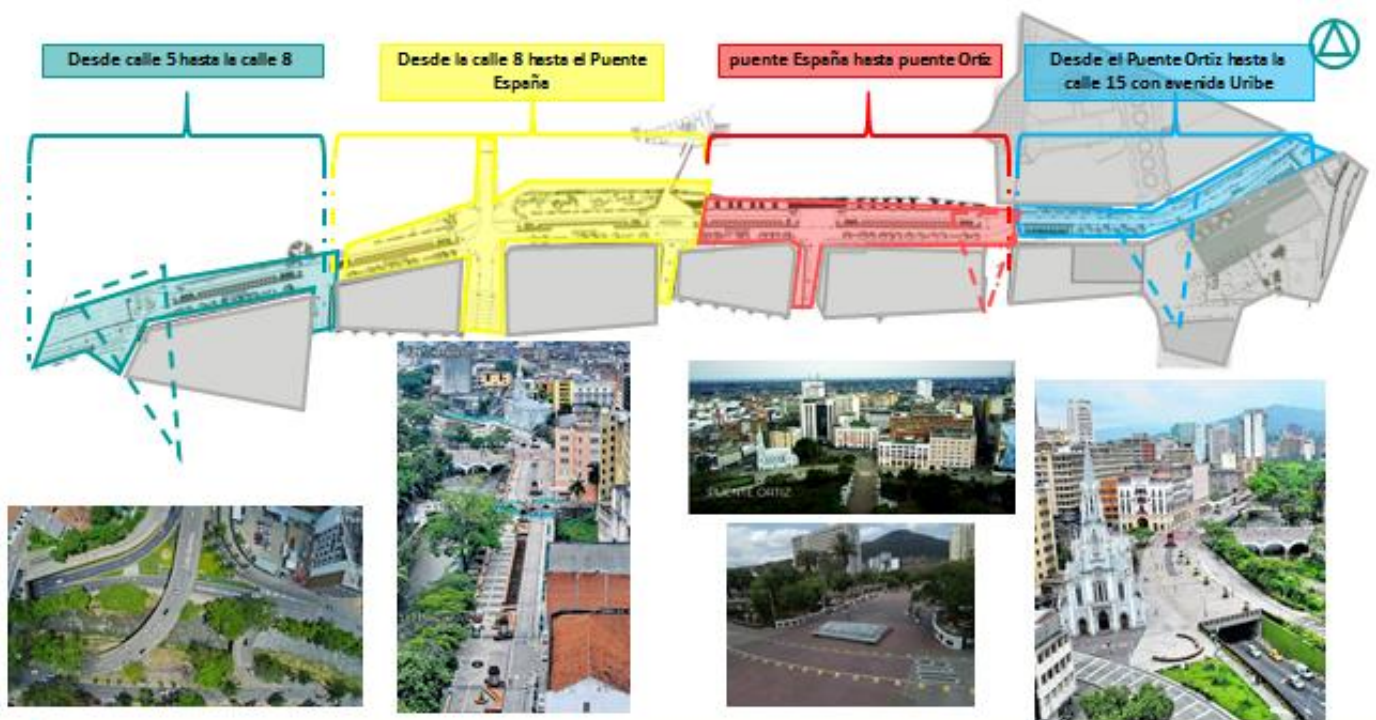 Desde calle 5 hasta la calle 8
Desde la calle 8 hasta el Puente
España
puente España hasta puente Ortiz
Desde el Puente Ortiz hasta la
calle 15 con avenida Uribe
PUENTE ORTIZ